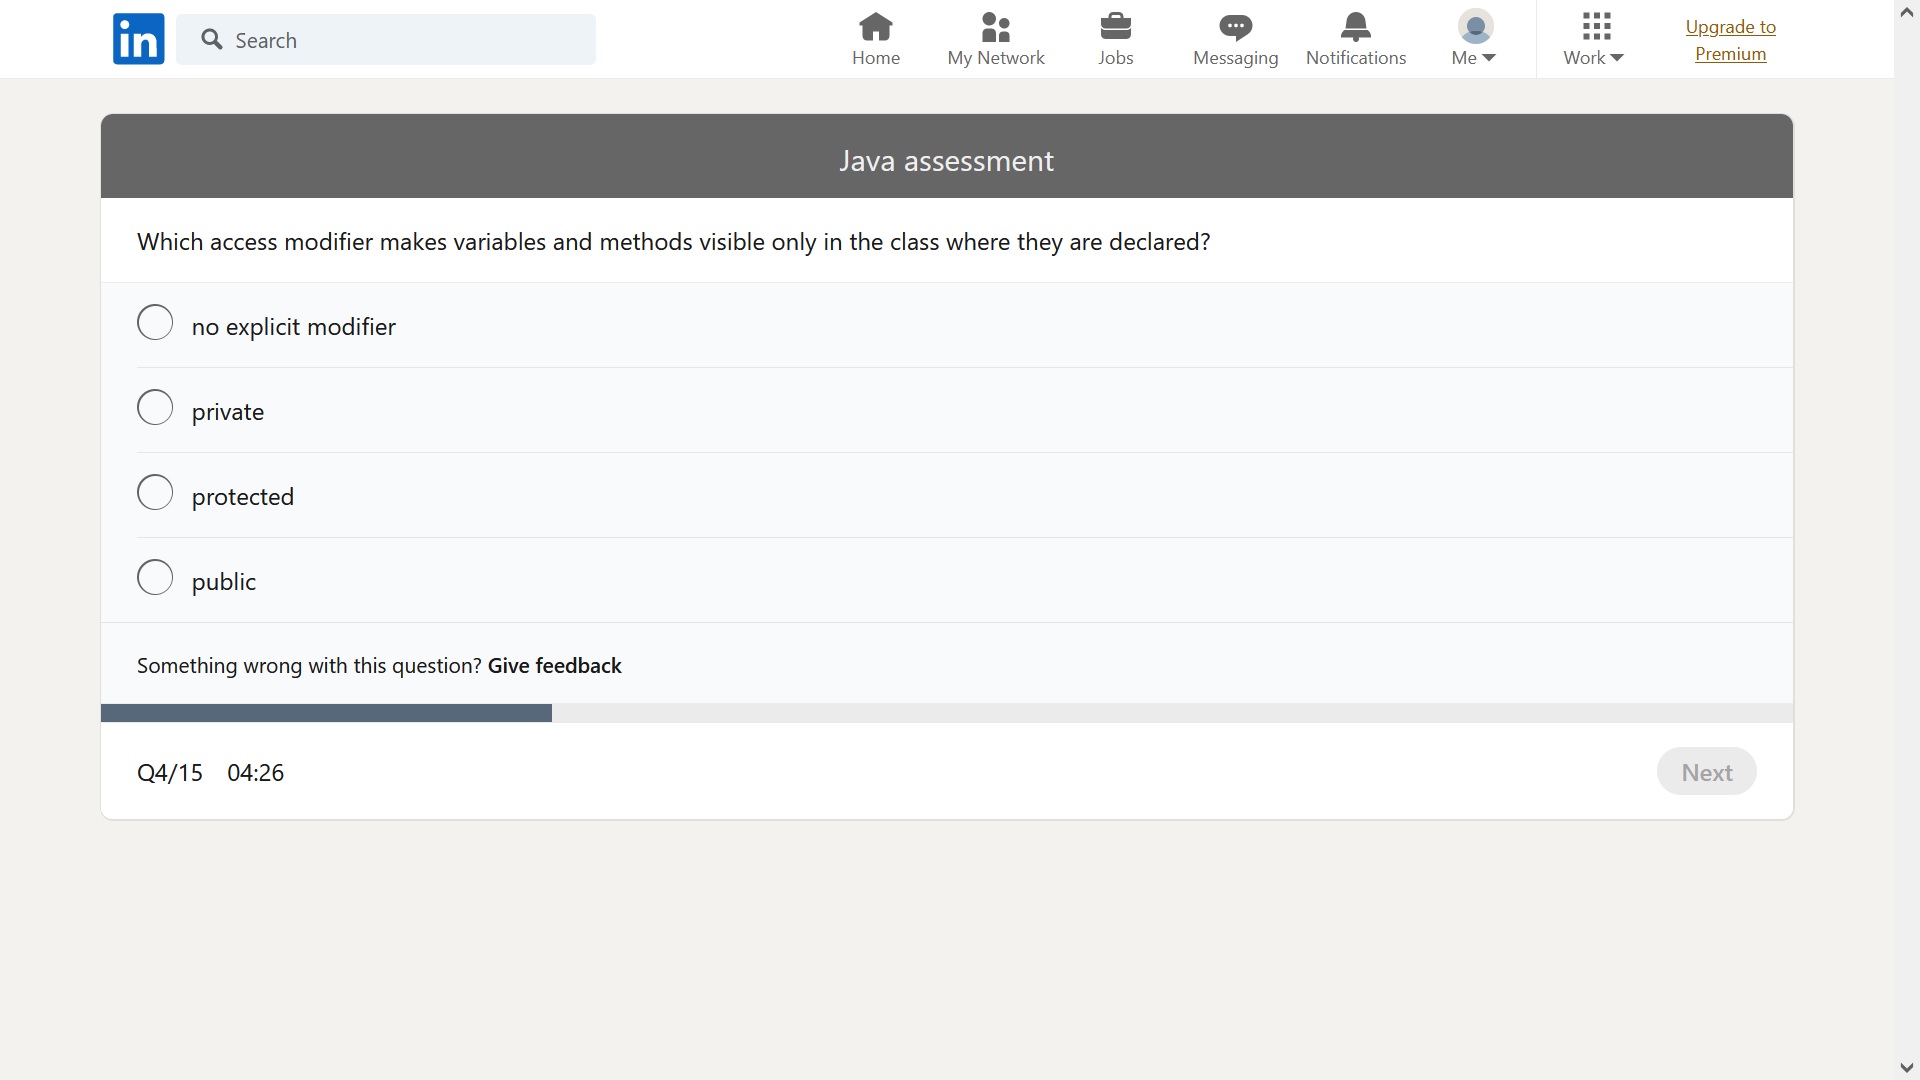 in
Search
Home
My Network
Jobs
Messaging
Notifications
Me
Work
Upgrade to
Premium
Java assessment
Which access modifier makes variables and methods visible only in the class where they are declared?
no explicit modifier
private
protected
public
Something wrong with this question? Give feedback
Q4/15 04:26
Next